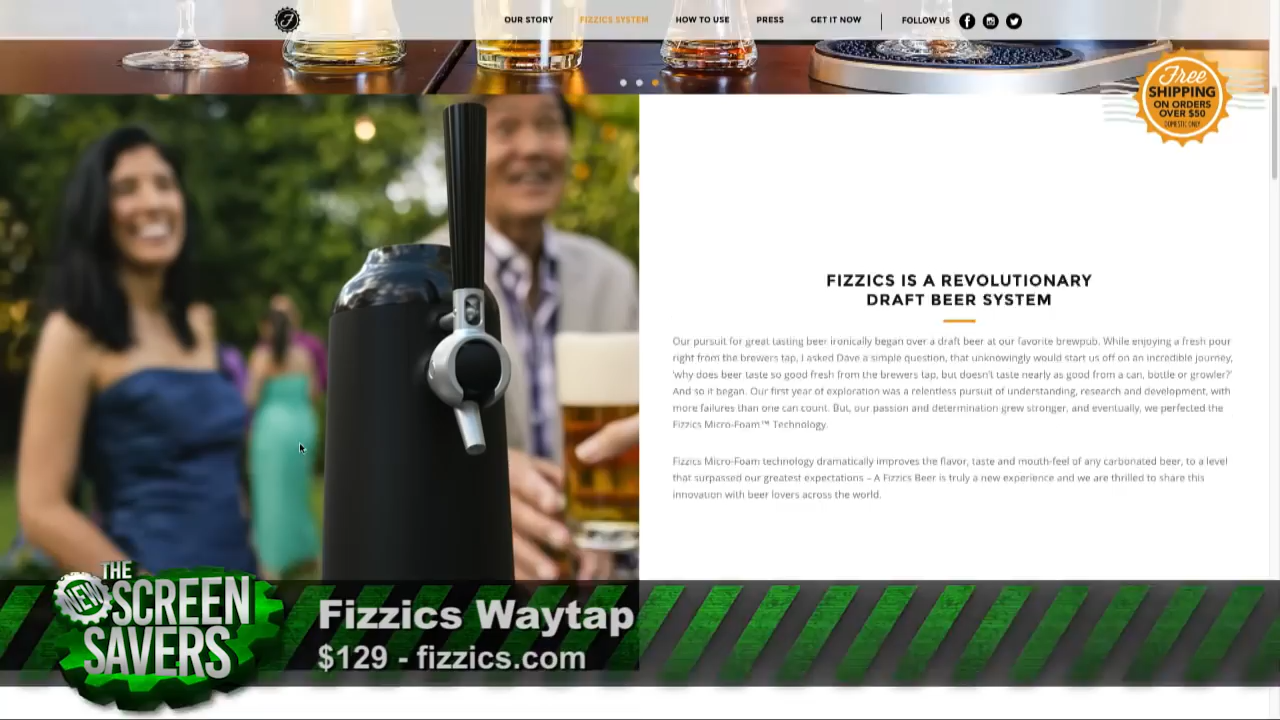 OUR STORY FIZZICS SYSTEM HOW TO USE PRESS GET IT NOW FOLLOW US
Free
SHIPPING
ON ORDERS
OVER $50
DOMESTIC ONLY
FIZZICS IS A REVOLUTIONARY
DRAFT BEER SYSTEM
Our pursuit for great tasting beer ironically began over a draft beer at our favorite brewpub. While enjoying a fresh pour
right from the brewers tap, I asked Dave a simple question, that unknowingly would start us off on an incredible journey,
'why does beer taste so good fresh from the brewers tap, but doesn't taste nearly as good from a can, bottle or growler?'
And so it began. Our first year of exploration was a relentless pursuit of understanding, research and development, with
more failures than one can count. But, our passion and determination grew stronger, and eventually, we perfected the
Fizzics Micro-Foam™ Technology.
Fizzics Micro-Foam technology dramatically improves the flavor, taste and mouth-feel of any carbonated beer, to a level
that surpassed our greatest expectations – A Fizzics Beer is truly a new experience and we are thrilled to share this
innovation with beer lovers across the world.
THE
NEW SCREEN
SAVERS
Fizzics Waytap
$129 - fizzics.com